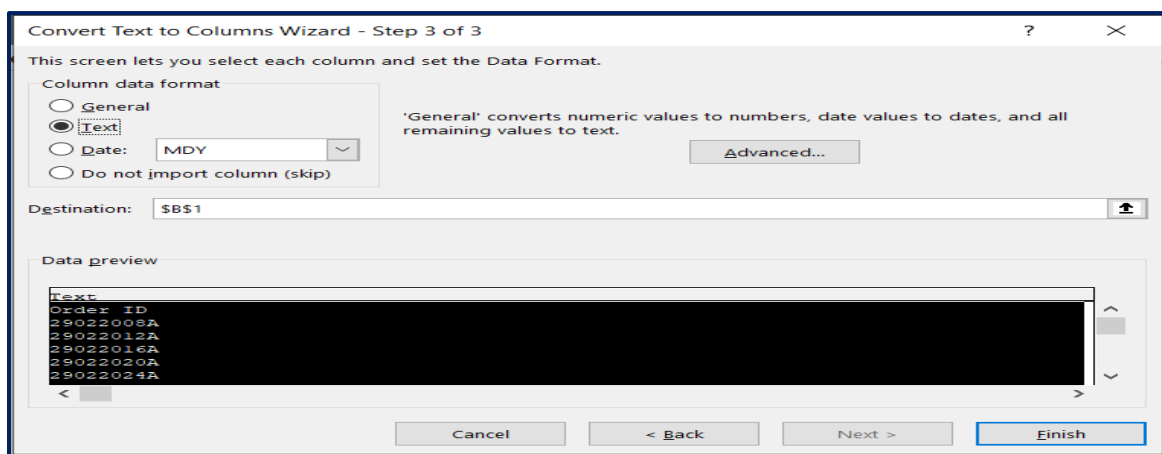 Convert Text to Columns Wizard - Step 3 of 3
This screen lets you select each column and set the Data Format.
Column data format
General
Text
Date: MDY
Do not import column (skip)
'General' converts numeric values to numbers, date values to dates, and all
remaining values to text.
Advanced...
Destination: $B$1
Data preview
Text
Order ID
29022008A
29022012A
29022016A
29022020A
29022024A
Cancel < Back Next > Finish